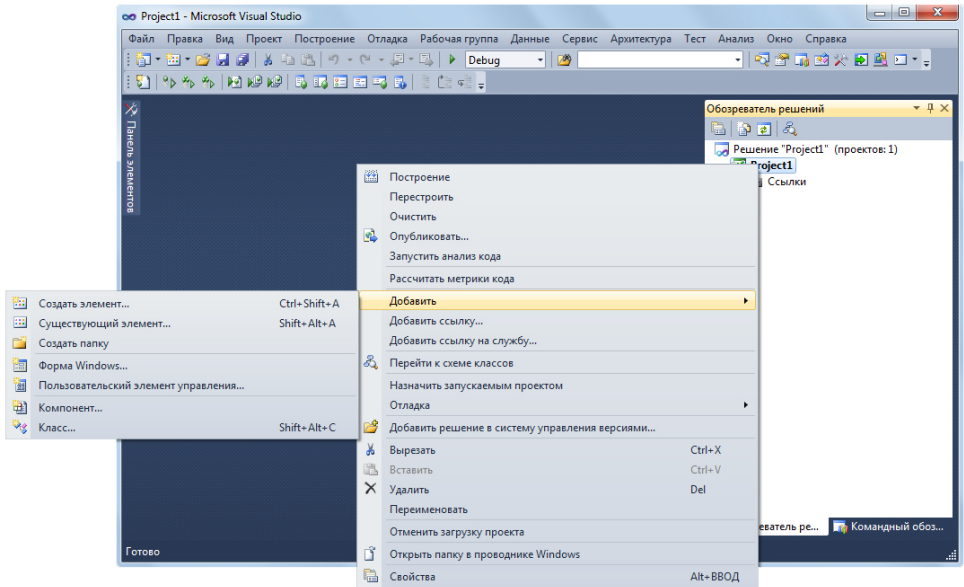 Project1 - Microsoft Visual Studio
Файл Правка Вид Проект Построение Отладка Рабочая группа Данные Сервис Архитектура Тест Анализ Окно Справка
Debug
Панель элементов
Обозреватель решений
Решение "Project1" (проектов: 1)
Project1
Ссылки
Построение
Перестроить
Очистить
Опубликовать...
Запустить анализ кода
Рассчитать метрики кода
Добавить
Добавить ссылку...
Добавить ссылку на службу...
Перейти к схеме классов
Назначить запускаемым проектом
Отладка
Добавить решение в систему управления версиями...
Вырезать Ctrl+X
Вставить Ctrl+V
Удалить Del
Переименовать
Отменить загрузку проекта
Открыть папку в проводнике Windows
Свойства Alt+ВВОД
Создать элемент... Ctrl+Shift+A
Существующий элемент... Shift+Alt+A
Создать папку
Форма Windows...
Пользовательский элемент управления...
Компонент...
Класс... Shift+Alt+C
еватель ре... Командный обоз...
Готово